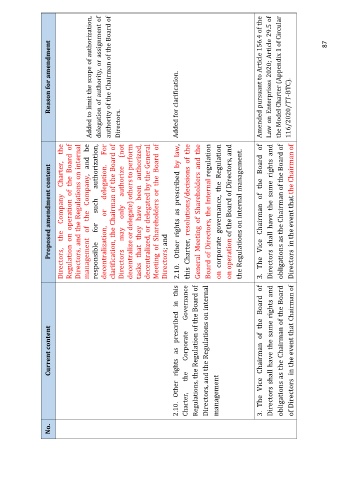 No.
Current content
Proposed amendment content
Reason for amendment
Directors, the Company Charter, the
Regulation on operation of the Board of
Directors, and the Regulations on internal
management of the Company, and be
responsible for such authorization,
decentralization, or delegation. For
clarification, the Chairman of the Board of
Directors may only authorize (not
decentralize or delegate) others to perform
tasks that they have been authorized,
decentralized, or delegated by the General
Meeting of Shareholders or the Board of
Directors; and
Added to limit the scope of authorization,
delegation of authority, or assignment of
authority of the Chairman of the Board of
Directors.
2.10. Other rights as prescribed in this
Charter, the Corporate Governance
Regulations, the Regulation of the Board of
Directors, and the Regulations on internal
management
2.10. Other rights as prescribed by law,
this Charter, resolutions/decisions of the
General Meeting of Shareholders and the
Board of Directors, the Internal regulation
on corporate governance, the Regulation
on operation of the Board of Directors, and
the Regulations on internal management.
Added for clarification.
3. The Vice Chairman of the Board of
Directors shall have the same rights and
obligations as the Chairman of the Board
of Directors in the event that Chairman of
3. The Vice Chairman of the Board of
Directors shall have the same rights and
obligations as the Chairman of the Board of
Directors in the event that the Chairman of
Amended pursuant to Article 156.4 of the
Law on Enterprises 2020; Article 29.5 of
the Model Charter (Appendix 1 of Circular
116/2020/TT-BTC).
87